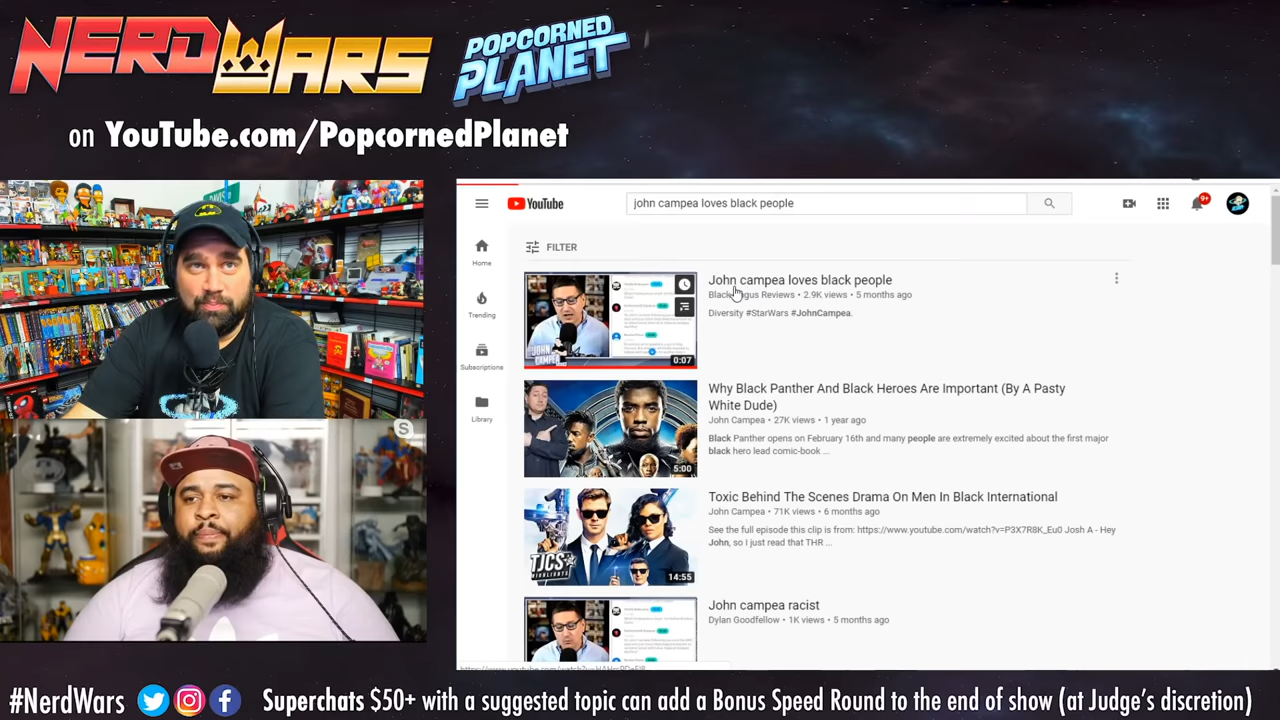 NERD WARS
POPCORNED
PLANET
on YouTube.com/PopcornedPlanet
YouTube
john campea loves black people
9+
Home
Trending
Subscriptions
Library
FILTER
John campea loves black people
2.9K views • 5 months ago
Diversity #StarWars #JohnCampea.
JOHN
CAMPEA
0:07
Why Black Panther And Black Heroes Are Important (By A Pasty
White Dude)
John Campea • 27K views • 1 year ago
Black Panther opens on February 16th and many people are extremely excited about the first major
black hero lead comic-book ...
5:00
Toxic Behind The Scenes Drama On Men In Black International
John Campea • 71K views • 6 months ago
See the full episode this clip is from: https://www.youtube.com/watch?v=P3X7R8K_Eu0 Josh A - Hey
John, so i just read that THR ...
TJCS
HIGHLIGHTS
14:55
John campea racist
Dylan Goodfellow • 1K views • 5 months ago
S
#NerdWars
Superchats $50+ with a suggested topic can add a Bonus Speed Round to the end of show (at Judge's discretion)